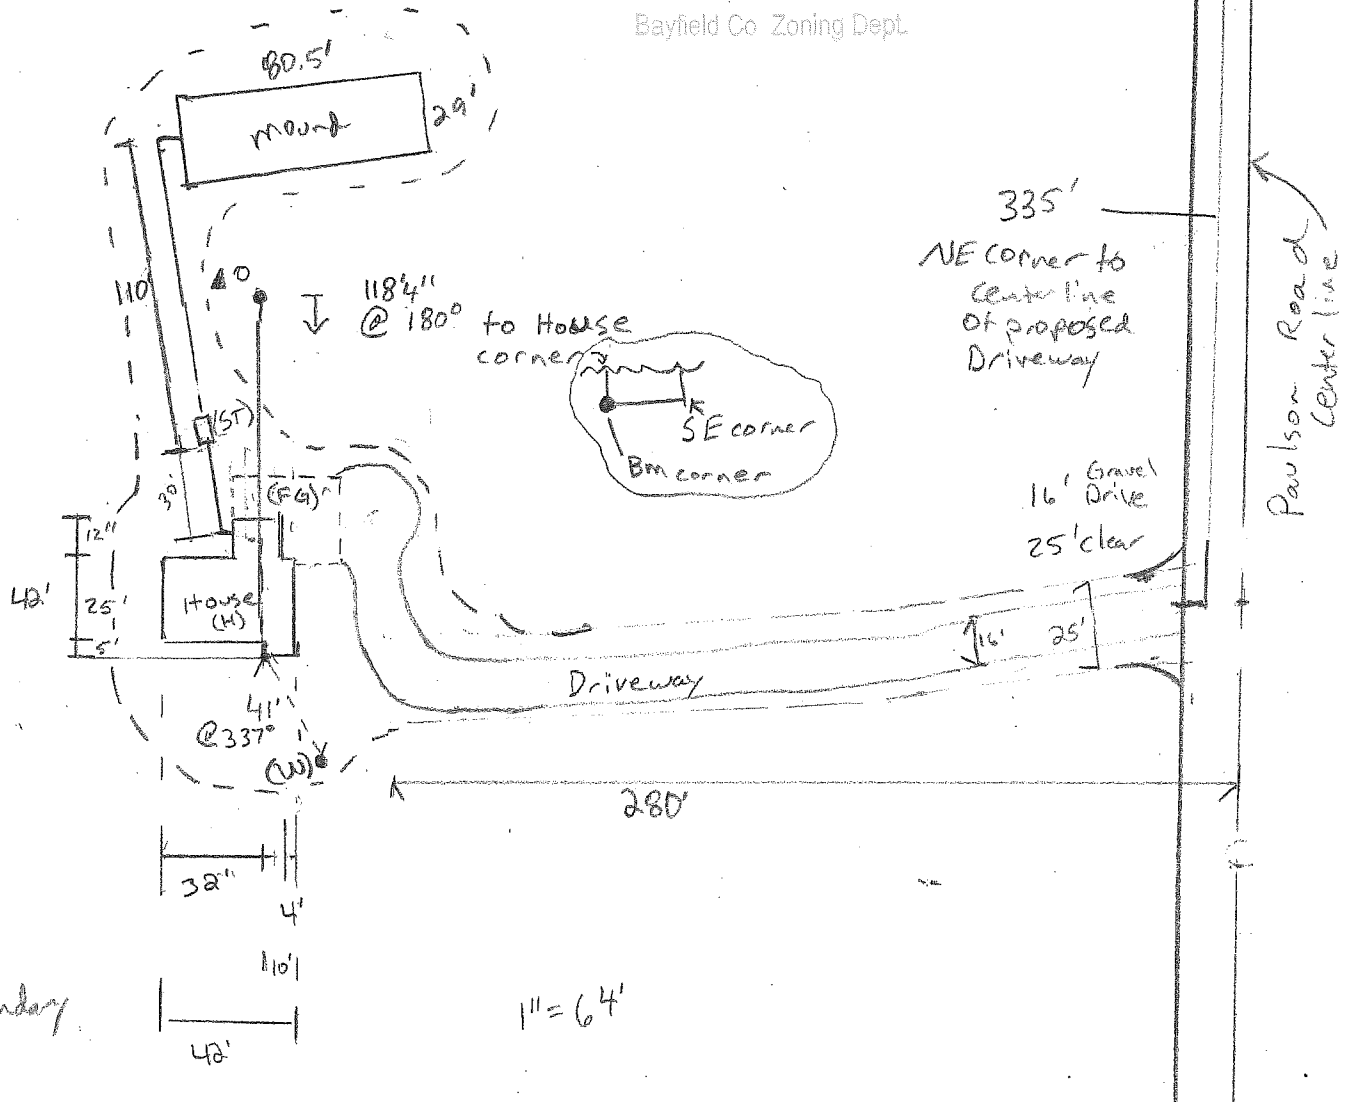 Bayfield Co Zoning Dept.
80.5'
mound
29'
335'
NE corner to
center line
of proposed
Driveway
Paulson Road
Center line
110'
118'4"
@ 180° to House
corner
SE corner
Bm corner
(ST)
30'
(FG)
16' Gravel
Drive
25' clear
12"
42'
25'
5'
House
(H)
16'
25'
Driveway
41'
@337°
(W)
280'
32"
4'
10'
42'
1" = 64'